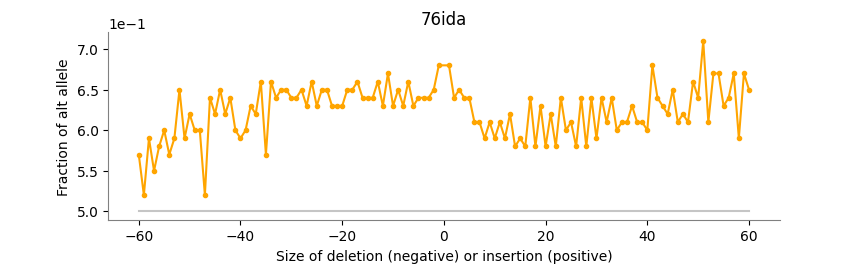 76ida
1e−1
7.0
6.5
6.0
5.5
5.0
Fraction of alt allele
−60 −40 −20 0 20 40 60
Size of deletion (negative) or insertion (positive)